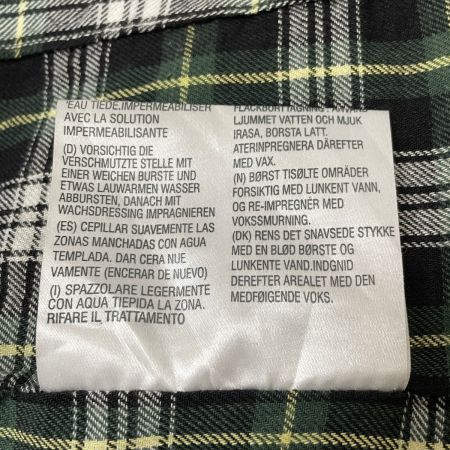 'EAU TIEDE.IMPERMEABILISER
AVEC LA SOLUTION
IMPERMEABILISANTE
(D) VORSICHTIG DIE
VERSCHMUTZTE STELLE MIT
EINER WEICHEN BURSTE UND
ETWAS LAUWARMEN WASSER
ABBURSTEN, DANACH MIT
WACHSDRESSING IMPRAGNIEREN
(ES) CEPILLAR SUAVEMENTE LAS
ZONAS MANCHADAS CON AGUA
TEMPLADA. DAR CERA NUE
VAMENTE (ENCERAR DE NUEVO)
(I) SPAZZOLARE LEGERMENTE
CON AQUA TIEPIDA LA ZONA.
RIFARE IL TRATTAMENTO
LJUMMET VATTEN OCH MJUK
IRASA, BORSTA LATT.
ATERINPREGNERA DÄREFTER
MED VAX.
(N) BØRST TISØLTE OMRÅDER
FORSIKTIG MED LUNKENT VANN,
OG RE-IMPREGNÉR MED
VOKSSMURNING.
(DK) RENS DET SNAVSEDE STYKKE
MED EN BLØD BØRSTE OG
LUNKENTE VAND.INDGNID
DEREFTER AREALET MED DEN
MEDFØIGENDE VOKS.